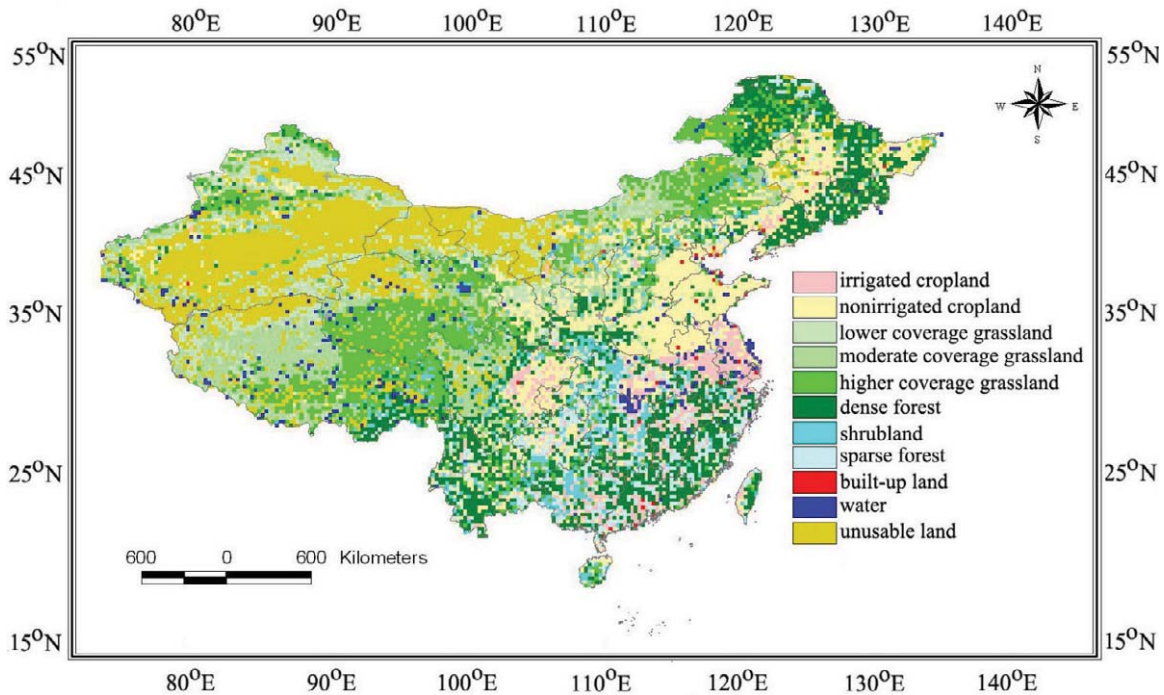 80°E 90°E 100°E 110°E 120°E 130°E 140°E
55°N 55°N
N
W E
S
45°N 45°N
irrigated cropland
nonirrigated cropland
35°N lower coverage grassland 35°N
moderate coverage grassland
higher coverage grassland
dense forest
shrubland
sparse forest
25°N 25°N
built-up land
water
unusable land
600 0 600 Kilometers
15°N 15°N
80°E 90°E 100°E 110°E 120°E 130°E 140°E